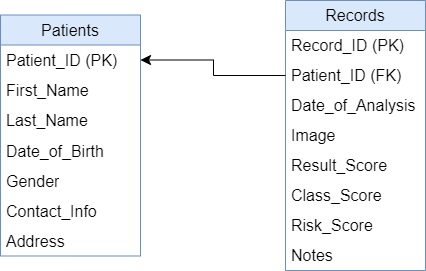 Patients
Patient_ID (PK)
First_Name
Last_Name
Date_of_Birth
Gender
Contact_Info
Address
Records
Record_ID (PK)
Patient_ID (FK)
Date_of_Analysis
Image
Result_Score
Class_Score
Risk_Score
Notes